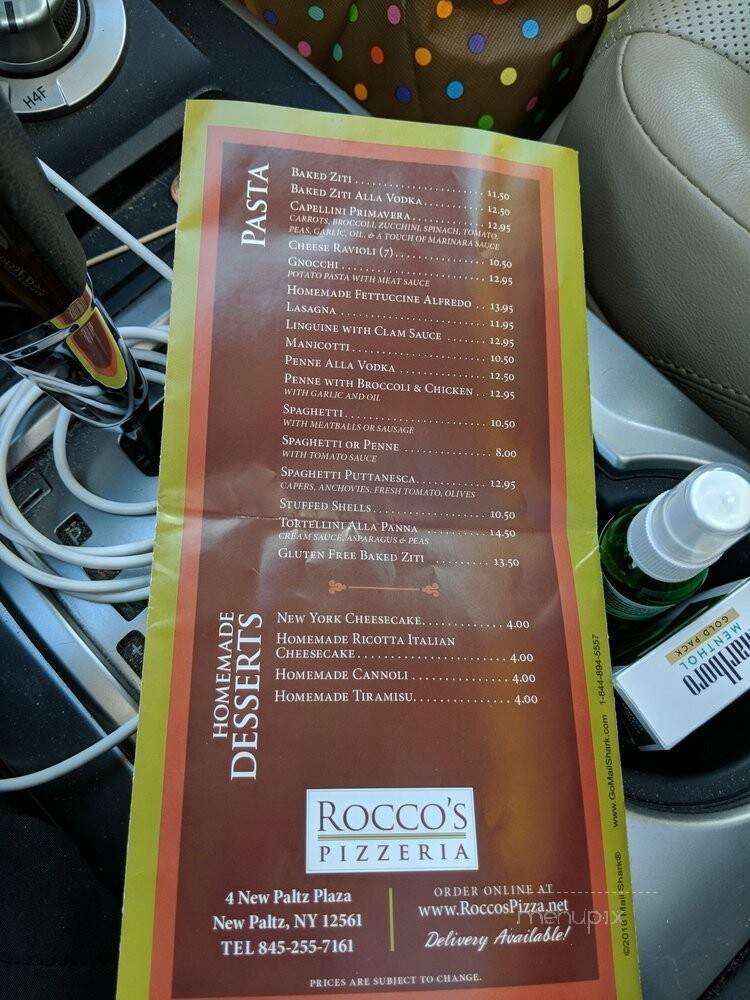 H4F
PASTA
BAKED ZITI 11.50
BAKED ZITI ALLA VODKA 12.50
CAPELLINI PRIMAVERA 12.95
CARROTS, BROCCOLI, ZUCCHINI, SPINACH, TOMATO,
PEAS, GARLIC, OIL, & A TOUCH OF MARINARA SAUCE
CHEESE RAVIOLI (7) 10.50
GNOCCHI 12.95
POTATO PASTA WITH MEAT SAUCE
HOMEMADE FETTUCCINE ALFREDO 13.95
LASAGNA 11.95
LINGUINE WITH CLAM SAUCE 12.95
MANICOTTI 10.50
PENNE ALLA VODKA 12.50
PENNE WITH BROCCOLI & CHICKEN 12.95
WITH GARLIC AND OIL
SPAGHETTI 10.50
WITH MEATBALLS OR SAUSAGE
SPAGHETTI OR PENNE 8.00
WITH TOMATO SAUCE
SPAGHETTI PUTTANESCA 12.95
CAPERS, ANCHOVIES, FRESH TOMATO, OLIVES
STUFFED SHELLS 10.50
TORTELLINI ALLA PANNA 14.50
CREAM SAUCE, ASPARAGUS & PEAS
GLUTEN FREE BAKED ZITI 13.50
HOMEMADE
DESSERTS
NEW YORK CHEESECAKE 4.00
HOMEMADE RICOTTA ITALIAN
CHEESECAKE 4.00
HOMEMADE CANNOLI 4.00
HOMEMADE TIRAMISU 4.00
ROCCO'S
PIZZERIA
4 New Paltz Plaza
New Paltz, NY 12561
TEL 845-255-7161
ORDER ONLINE AT
www.RoccosPizza.net
Delivery Available!
PRICES ARE SUBJECT TO CHANGE.
Mail Shark® www.GoMailShark.com 1-844-894-5557
Marlboro
MENTHOL
GOLD PACK
menupix